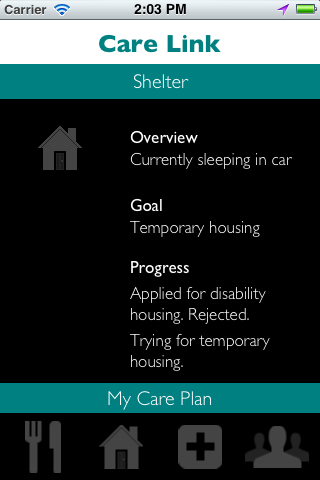 Carrier 2:03 PM
Care Link
Shelter
Overview
Currently sleeping in car
Goal
Temporary housing
Progress
Applied for disability
housing. Rejected.
Trying for temporary
housing.
My Care Plan